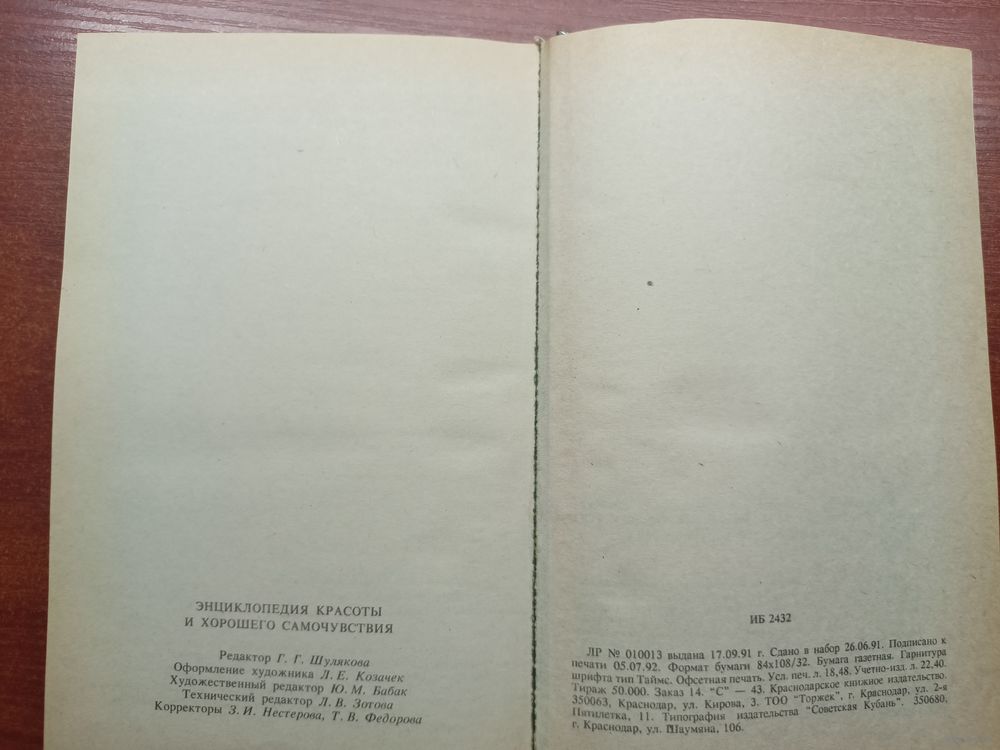 ЭНЦИКЛОПЕДИЯ КРАСОТЫ
И ХОРОШЕГО САМОЧУВСТВИЯ
Редактор Г. Г. Шулякова
Оформление художника Л. Е. Козачек
Художественный редактор Ю. М. Бабак
Технический редактор Л. В. Зотова
Корректоры З. И. Нестерова, Т. В. Федорова
ИБ 2432
ЛР № 010013 выдана 17.09.91 г. Сдано в набор 26.06.91. Подписано к
печати 05.07.92. Формат бумаги 84х108/32. Бумага газетная. Гарнитура
шрифта тип Таймс. Офсетная печать. Усл. печ. л. 18,48. Учетно-изд. л. 22,40.
Тираж 50.000. Заказ 14. "С" — 43. Краснодарское книжное издательство.
350063, Краснодар, ул. Кирова, 3. ТОО "Торжек", г. Краснодар, ул. 2-я
Пятилетка, 11. Типография издательства "Советская Кубань". 350680,
г. Краснодар, ул. Шаумяна, 106.